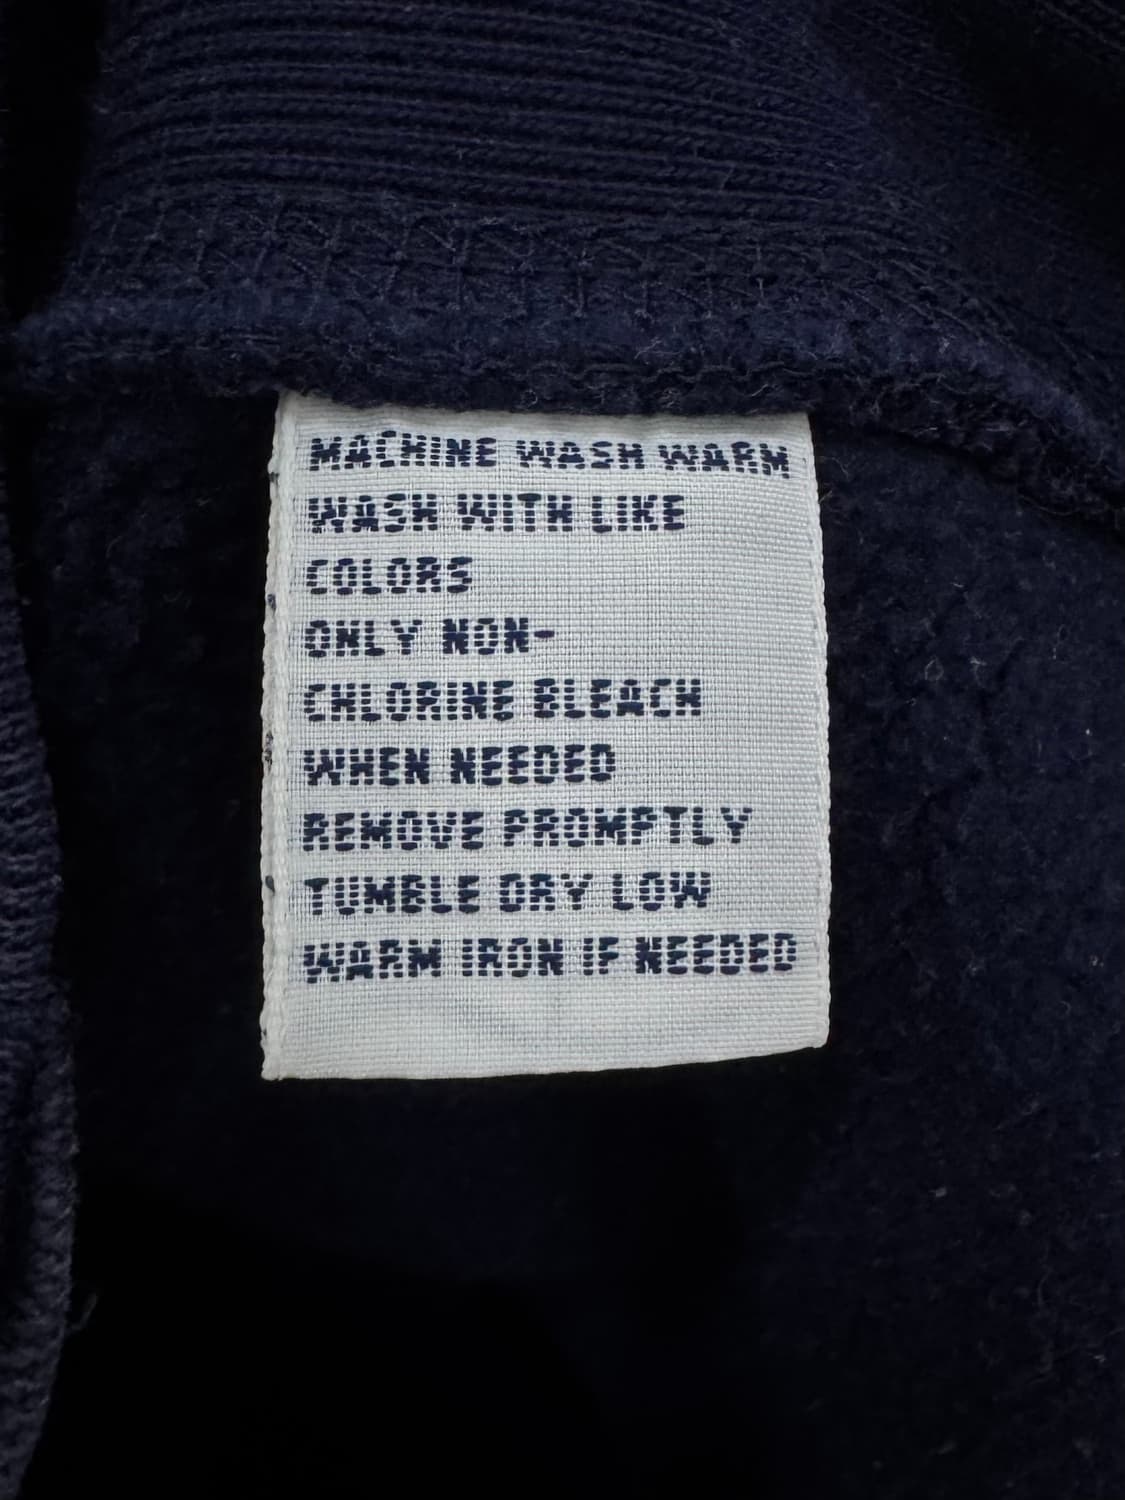 MACHINE WASH WARM
WASH WITH LIKE
COLORS
ONLY NON-
CHLORINE BLEACH
WHEN NEEDED
REMOVE PROMPTLY
TUMBLE DRY LOW
WARM IRON IF NEEDED